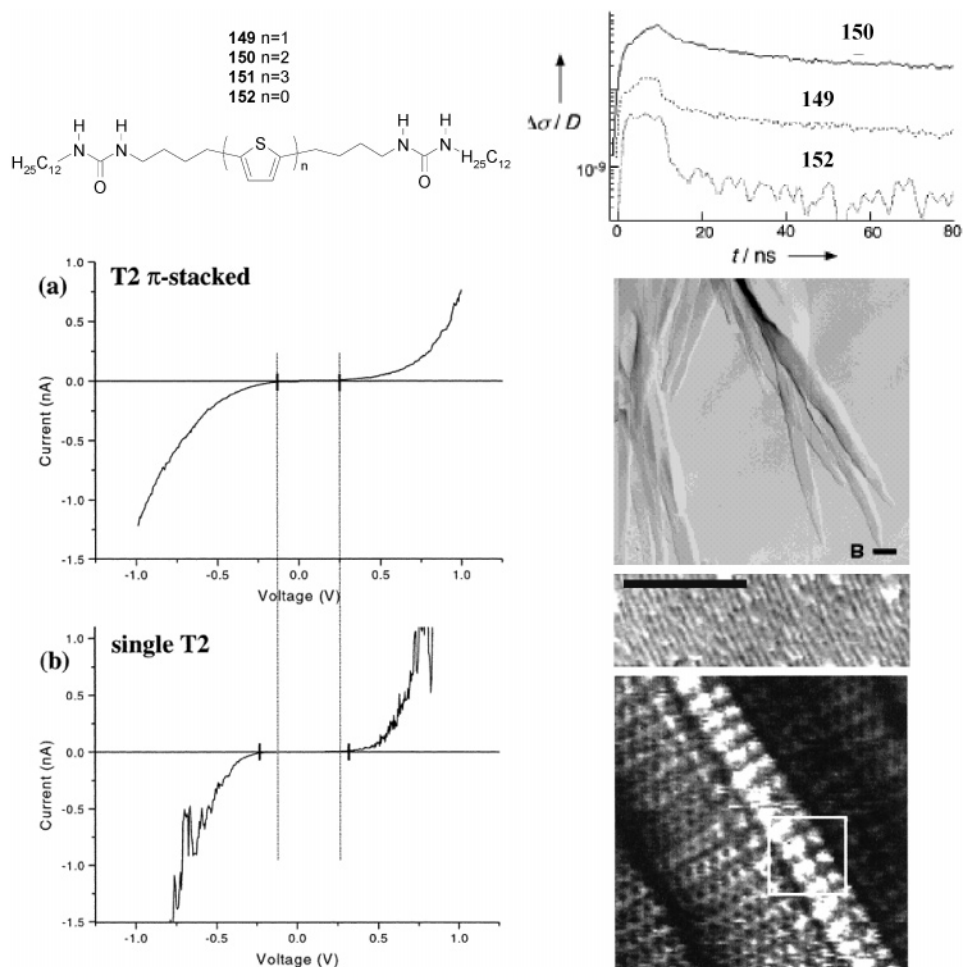 149 n=1
150 n=2
151 n=3
152 n=0
H H
H25C12 N N O ( S ) n N N O H25C12
H H
150
149
152
Δσ / D
10-9
0 20 40 60 80
t / ns
(a) T2 π-stacked
1.0
0.5
0.0
-0.5
-1.0
-1.5
Current (nA)
-1.0 -0.5 0.0 0.5 1.0
Voltage (V)
B
(b) single T2
1.0
0.5
0.0
-0.5
-1.0
-1.5
Current (nA)
-1.0 -0.5 0.0 0.5 1.0
Voltage (V)